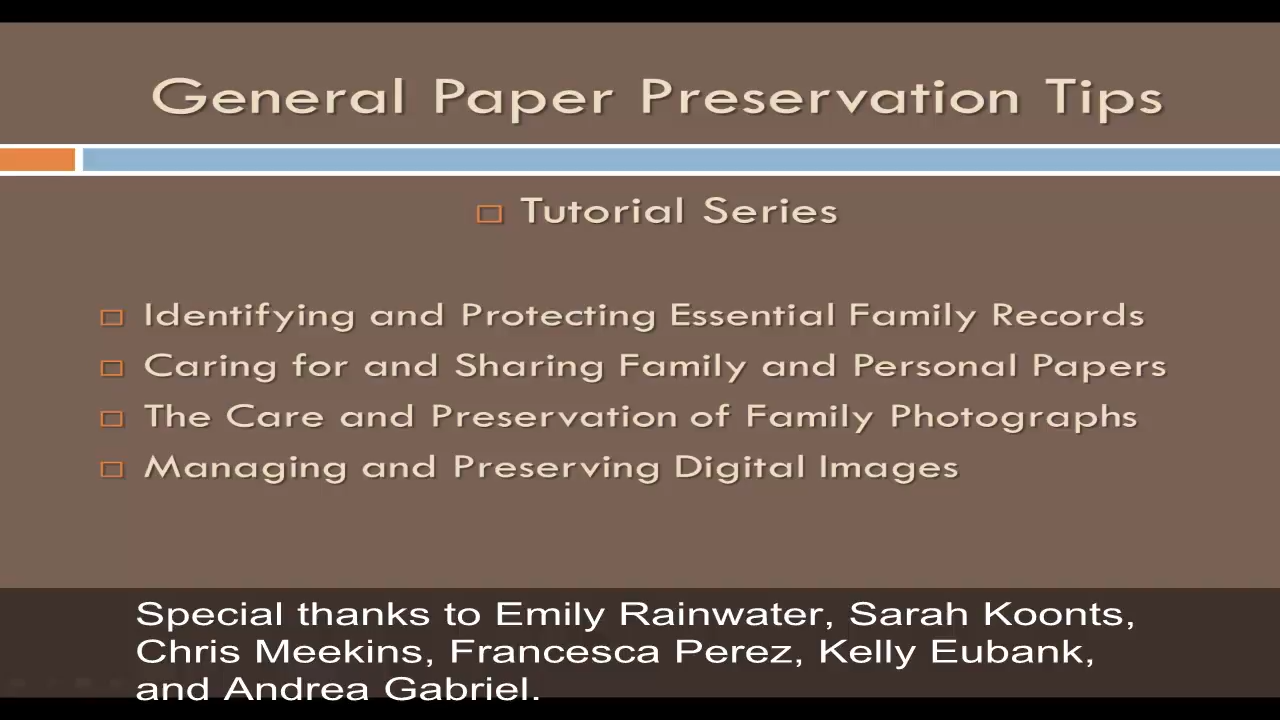 General Paper Preservation Tips
Tutorial Series
Identifying and Protecting Essential Family Records
Caring for and Sharing Family and Personal Papers
The Care and Preservation of Family Photographs
Managing and Preserving Digital Images
Special thanks to Emily Rainwater, Sarah Koonts,
Chris Meekins, Francesca Perez, Kelly Eubank,
and Andrea Gabriel.